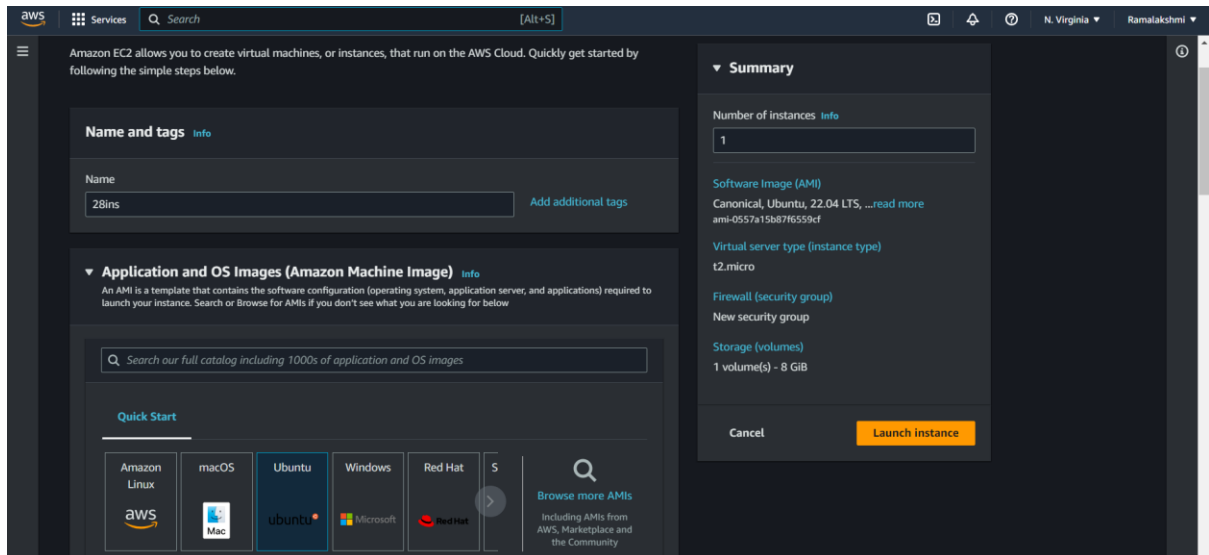 aws
Services
Search
[Alt+S]
N. Virginia
Ramalakshmi
Amazon EC2 allows you to create virtual machines, or instances, that run on the AWS Cloud. Quickly get started by
following the simple steps below.
Name and tags Info
Name
28ins
Add additional tags
Application and OS Images (Amazon Machine Image) Info
An AMI is a template that contains the software configuration (operating system, application server, and applications) required to
launch your instance. Search or Browse for AMIs if you don't see what you are looking for below
Search our full catalog including 1000s of application and OS images
Quick Start
Amazon
Linux
aws
macOS
Mac
Ubuntu
ubuntu
Windows
Microsoft
Red Hat
Red Hat
S
Browse more AMIs
Including AMIs from
AWS, Marketplace and
the Community
Summary
Number of instances Info
1
Software Image (AMI)
Canonical, Ubuntu, 22.04 LTS, ...read more
ami-0557a15b87f6559cf
Virtual server type (instance type)
t2.micro
Firewall (security group)
New security group
Storage (volumes)
1 volume(s) - 8 GiB
Cancel
Launch instance